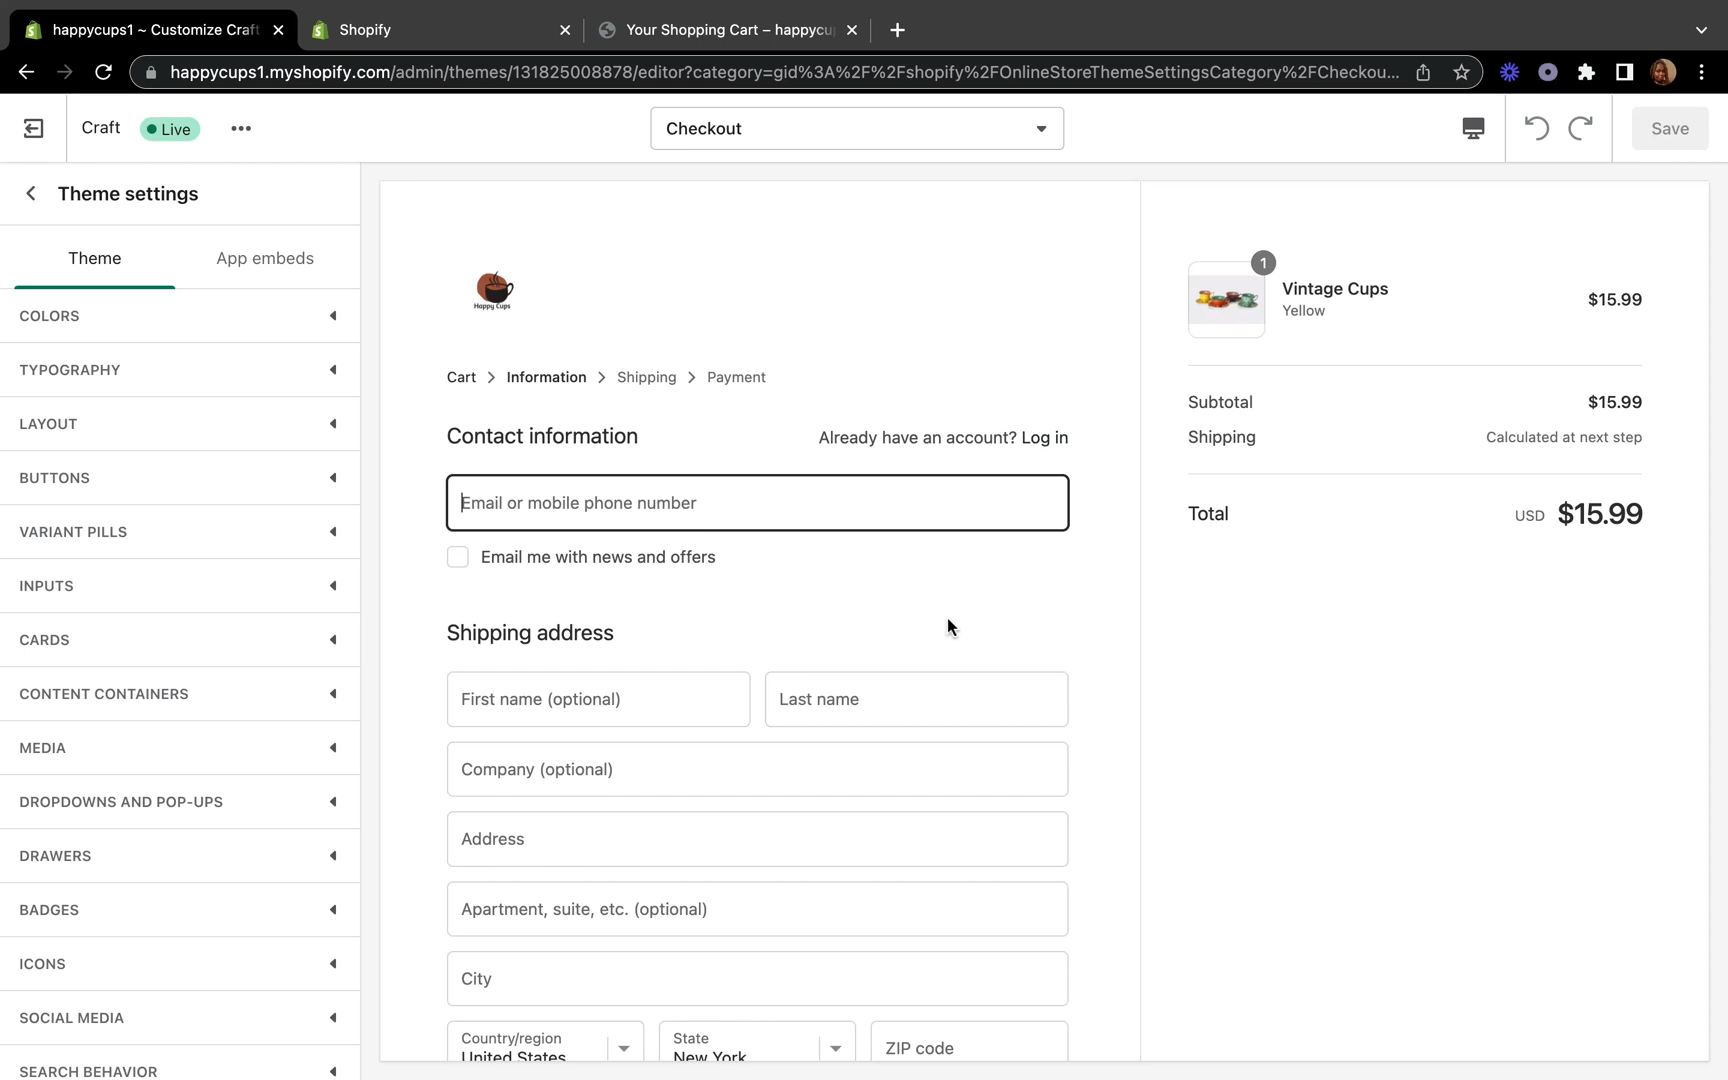 happycups1 ~ Customize Craft
Shopify
Your Shopping Cart – happycu
happycups1.myshopify.com/admin/themes/131825008878/editor?category=gid%3A%2F%2Fshopify%2FOnlineStoreThemeSettingsCategory%2FCheckou...
Craft
Live
Checkout
Save
Theme settings
Theme
App embeds
COLORS
TYPOGRAPHY
LAYOUT
BUTTONS
VARIANT PILLS
INPUTS
CARDS
CONTENT CONTAINERS
MEDIA
DROPDOWNS AND POP-UPS
DRAWERS
BADGES
ICONS
SOCIAL MEDIA
SEARCH BEHAVIOR
Happy Cups
Cart > Information > Shipping > Payment
Contact information
Already have an account? Log in
Email or mobile phone number
Email me with news and offers
Shipping address
First name (optional)
Last name
Company (optional)
Address
Apartment, suite, etc. (optional)
City
Country/region
United States
State
New York
ZIP code
1
Vintage Cups
Yellow
$15.99
Subtotal
$15.99
Shipping
Calculated at next step
Total
USD $15.99